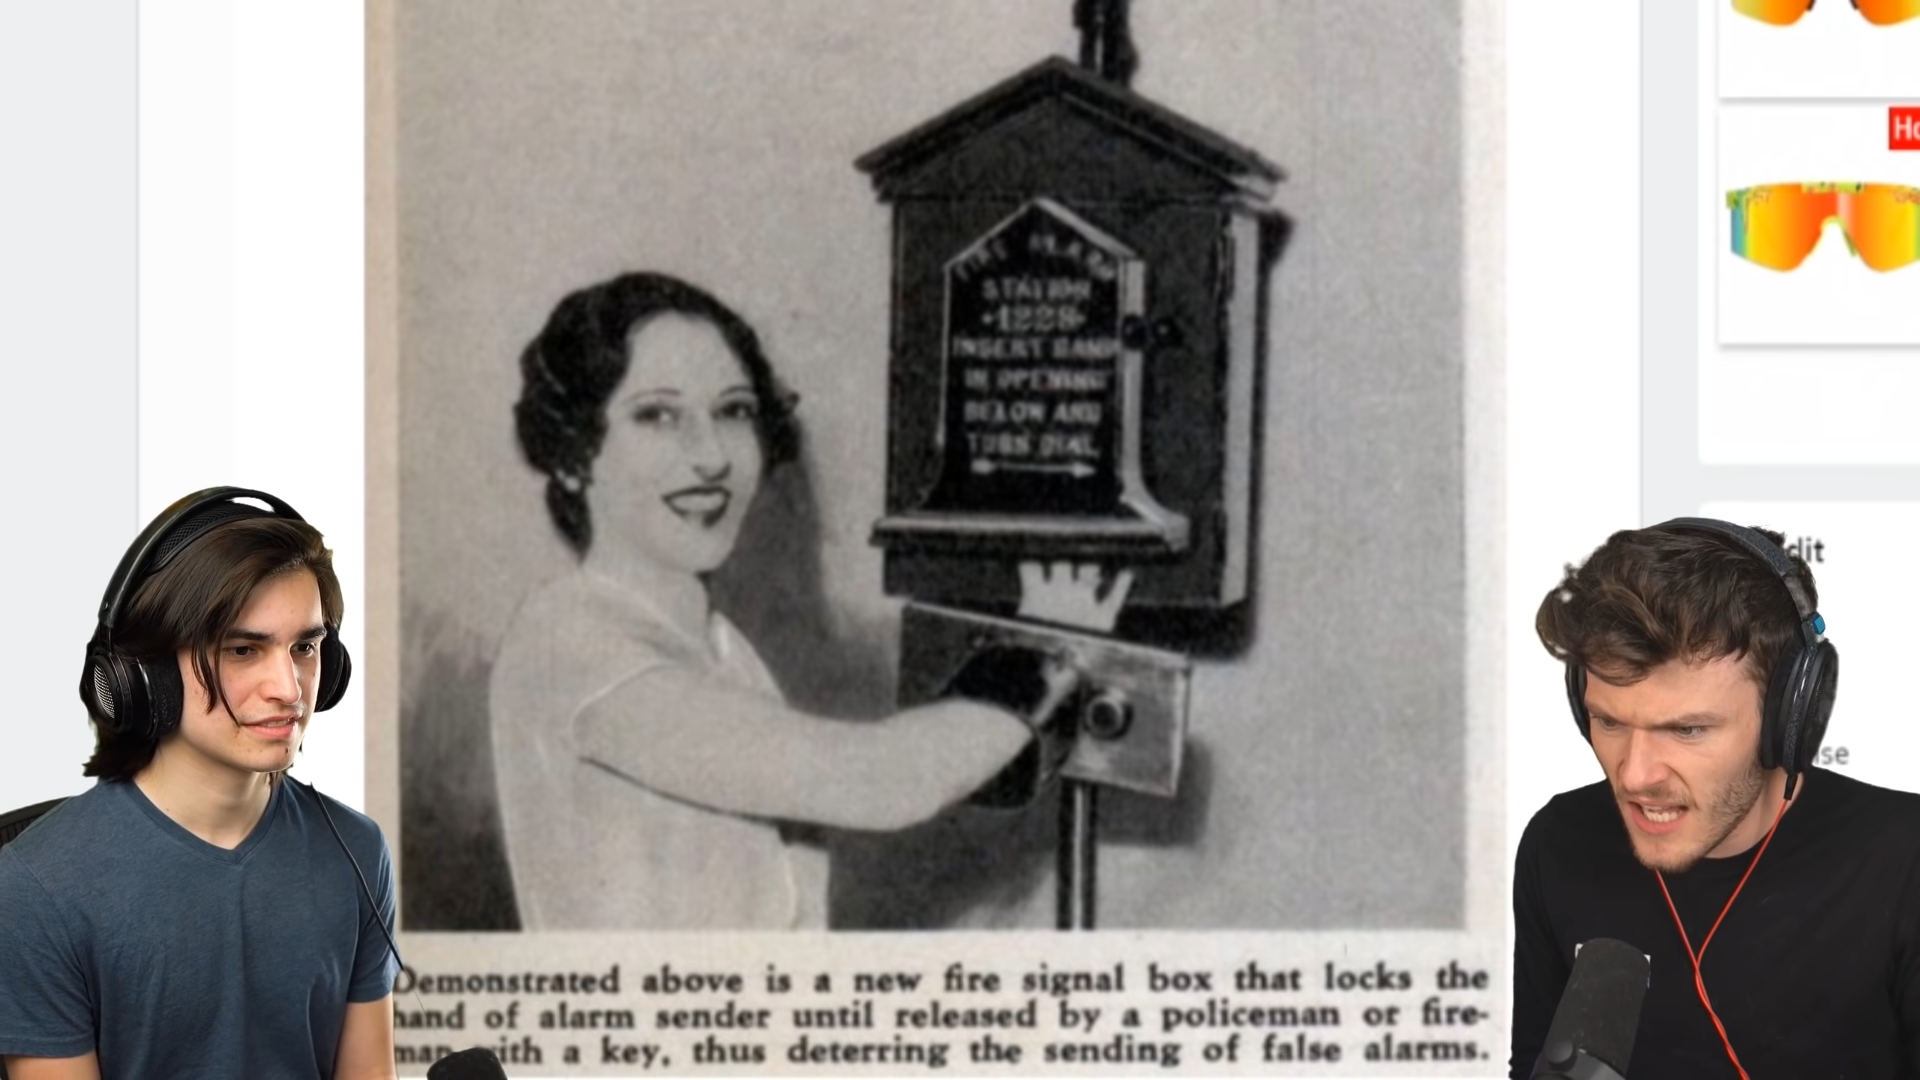 FIRE ALARM
STATION
·1228·
INSERT HAND
IN OPENING
BELOW AND
TURN DIAL
Demonstrated above is a new fire signal box that locks the
hand of alarm sender until released by a policeman or fire-
man with a key, thus deterring the sending of false alarms.